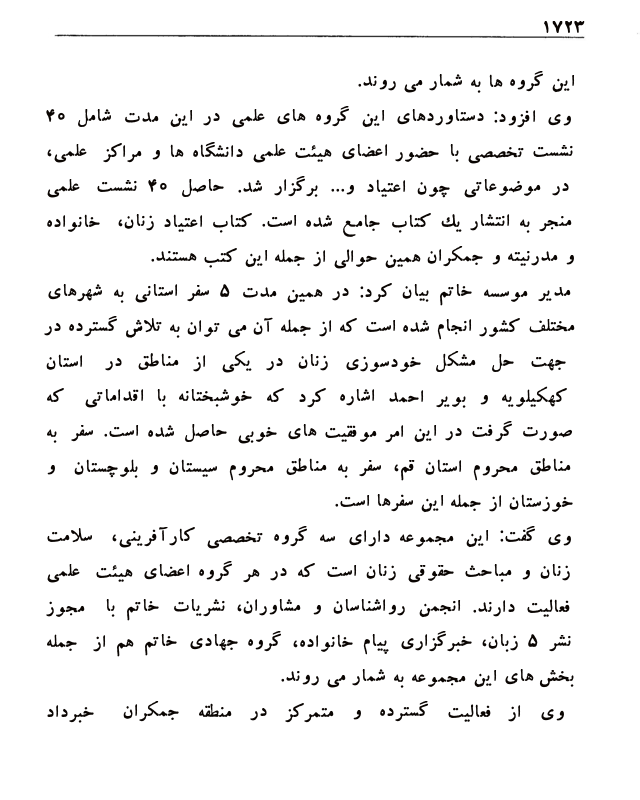 ۱۷۲۳
این گروه ها به شمار می روند.
وی افزود: دستاوردهای این گروه های علمی در این مدت شامل ۴۰
نشست تخصصی با حضور اعضای هیئت علمی دانشگاه ها و مراکز علمی،
در موضوعاتی چون اعتیاد و... برگزار شد. حاصل ۴۰ نشست علمی
منجر به انتشار یك کتاب جامع شده است. کتاب اعتیاد زنان، خانواده
و مدرنیته و جمکران همین حوالی از جمله این کتب هستند.
مدیر موسسه خاتم بیان کرد: در همین مدت ۵ سفر استانی به شهرهای
مختلف کشور انجام شده است که از جمله آن می توان به تلاش گسترده در
جهت حل مشکل خودسوزی زنان در یکی از مناطق در استان
کهکیلویه و بویر احمد اشاره کرد که خوشبختانه با اقداماتی که
صورت گرفت در این امر موفقیت های خوبی حاصل شده است. سفر به
مناطق محروم استان قم، سفر به مناطق محروم سیستان و بلوچستان و
خوزستان از جمله این سفرها است.
وی گفت: این مجموعه دارای سه گروه تخصصی کارآفرینی، سلامت
زنان و مباحث حقوقی زنان است که در هر گروه اعضای هیئت علمی
فعالیت دارند. انجمن رواشناسان و مشاوران، نشریات خاتم با مجوز
نشر ۵ زبان، خبرگزاری پیام خانواده، گروه جهادی خاتم هم از جمله
بخش های این مجموعه به شمار می روند.
وی از فعالیت گسترده و متمرکز در منطقه جمکران خبرداد